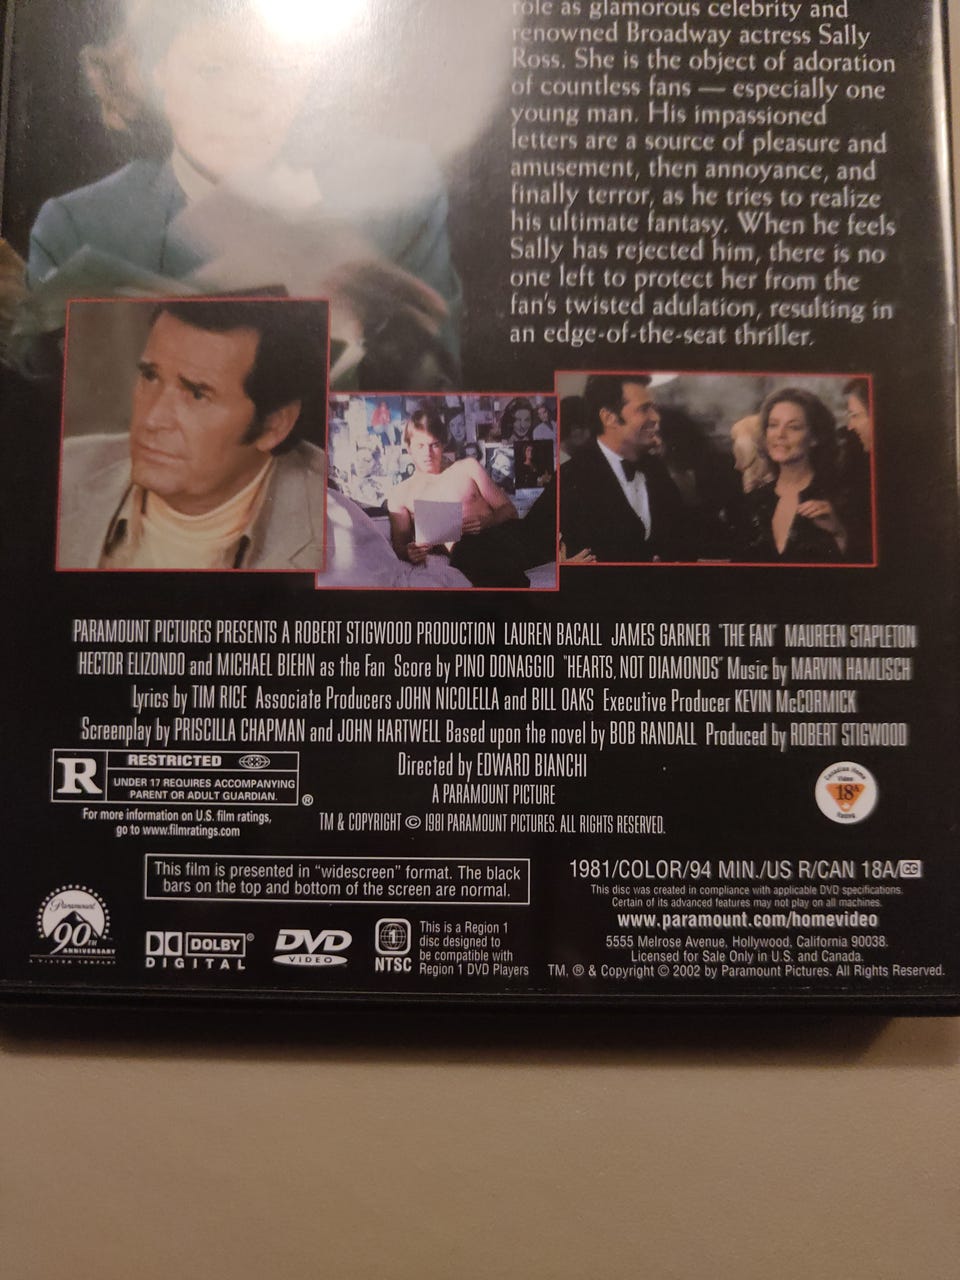 role as glamorous celebrity and
renowned Broadway actress Sally
Ross. She is the object of adoration
of countless fans — especially one
young man. His impassioned
letters are a source of pleasure and
amusement, then annoyance, and
finally terror, as he tries to realize
his ultimate fantasy. When he feels
Sally has rejected him, there is no
one left to protect her from the
fan's twisted adulation, resulting in
an edge-of-the-seat thriller.
PARAMOUNT PICTURES PRESENTS A ROBERT STIGWOOD PRODUCTION LAUREN BACALL JAMES GARNER "THE FAN" MAUREEN STAPLETON
HECTOR ELIZONDO and MICHAEL BIEHN as the Fan Score by PINO DONAGGIO "HEARTS, NOT DIAMONDS" Music by MARVIN HAMLISCH
Lyrics by TIM RICE Associate Producers JOHN NICOLELLA and BILL OAKS Executive Producer KEVIN McCORMICK
Screenplay by PRISCILLA CHAPMAN and JOHN HARTWELL Based upon the novel by BOB RANDALL Produced by ROBERT STIGWOOD
Directed by EDWARD BIANCHI
A PARAMOUNT PICTURE
TM & COPYRIGHT © 1981 PARAMOUNT PICTURES. ALL RIGHTS RESERVED.
R RESTRICTED
UNDER 17 REQUIRES ACCOMPANYING
PARENT OR ADULT GUARDIAN. ®
For more information on U.S. film ratings,
go to www.filmratings.com
Canadian Home
Video
18A
Rating
This film is presented in "widescreen" format. The black
bars on the top and bottom of the screen are normal.
1981/COLOR/94 MIN./US R/CAN 18A/CC
This disc was created in compliance with applicable DVD specifications.
Certain of its advanced features may not play on all machines.
www.paramount.com/homevideo
5555 Melrose Avenue, Hollywood, California 90038.
Licensed for Sale Only in U.S. and Canada.
TM, ® & Copyright © 2002 by Paramount Pictures. All Rights Reserved.
Paramount
90TH
ANNIVERSARY
A VIACOM COMPANY
DOLBY ®
DIGITAL
DVD
VIDEO
1
NTSC
This is a Region 1
disc designed to
be compatible with
Region 1 DVD Players